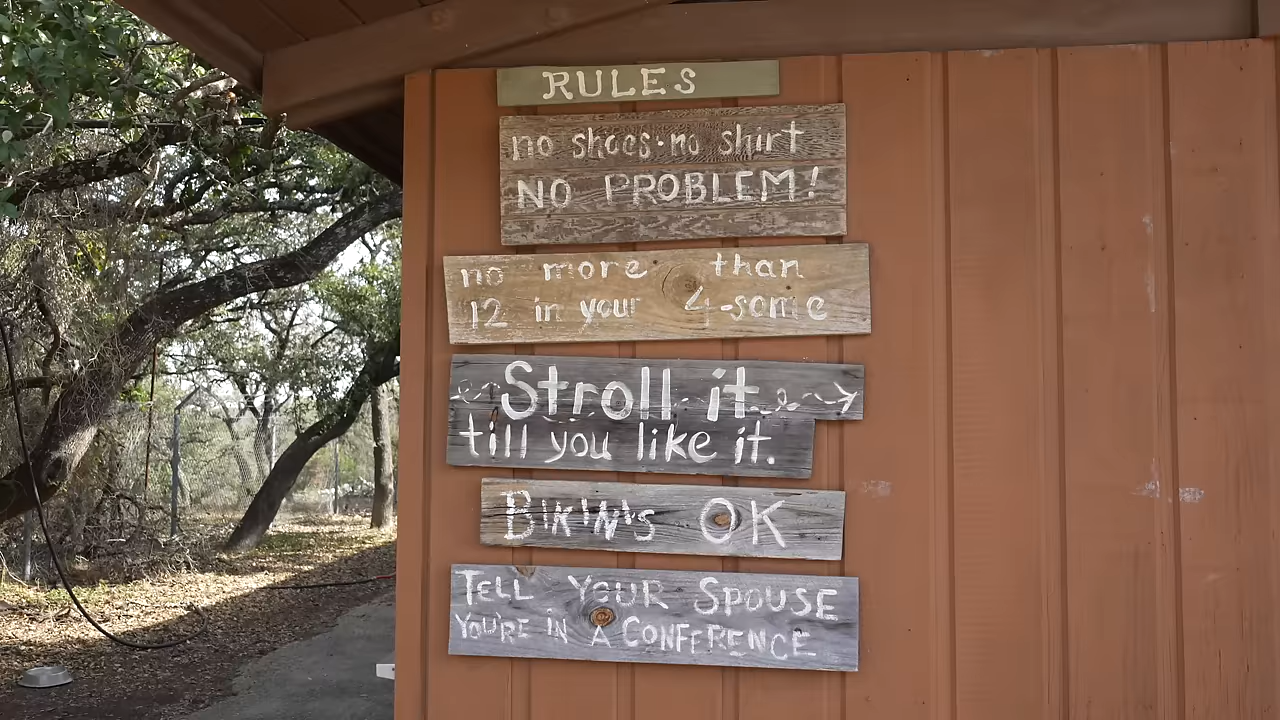 RULES
no shoes·no shirt
NO PROBLEM!
no more than
12 in your 4-some
Stroll it
till you like it.
BIKINI's OK
TELL YOUR SPOUSE
YOU'RE IN A CONFERENCE